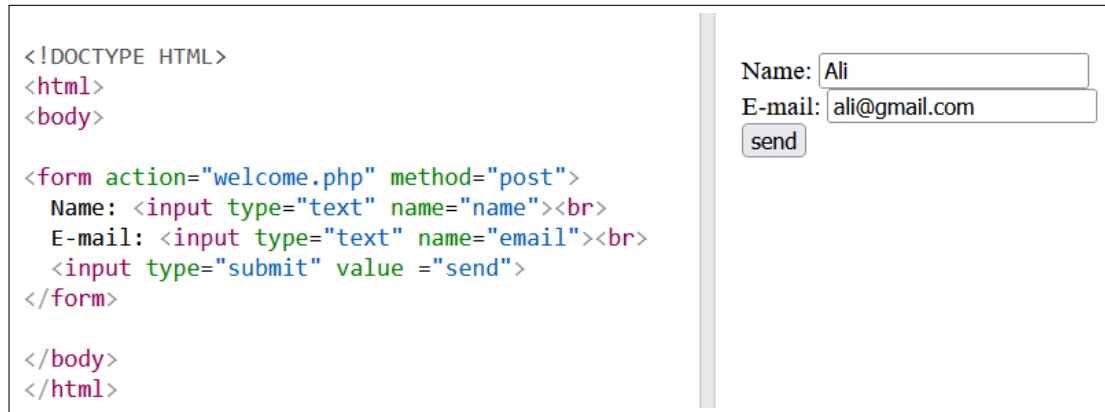 <!DOCTYPE HTML>
<html>
<body>
<form action="welcome.php" method="post">
Name: <input type="text" name="name"><br>
E-mail: <input type="text" name="email"><br>
<input type="submit" value ="send">
</form>
</body>
</html>
Name: Ali
E-mail: ali@gmail.com
send